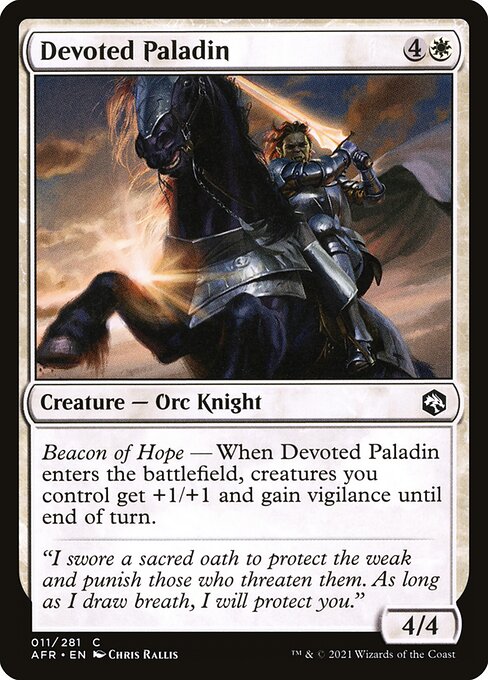 Devoted Paladin 4
Creature — Orc Knight
Beacon of Hope — When Devoted Paladin
enters the battlefield, creatures you
control get +1/+1 and gain vigilance until
end of turn.
“I swore a sacred oath to protect the weak
and punish those who threaten them. As long
as I draw breath, I will protect you.”
4/4
011/281 C
AFR • EN Chris Rallis ™ & © 2021 Wizards of the Coast